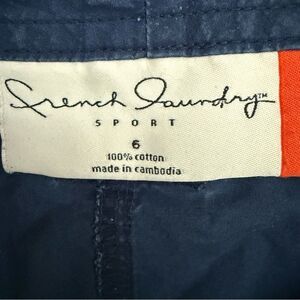 French Laundry™
SPORT
6
100% cotton
made in cambodia